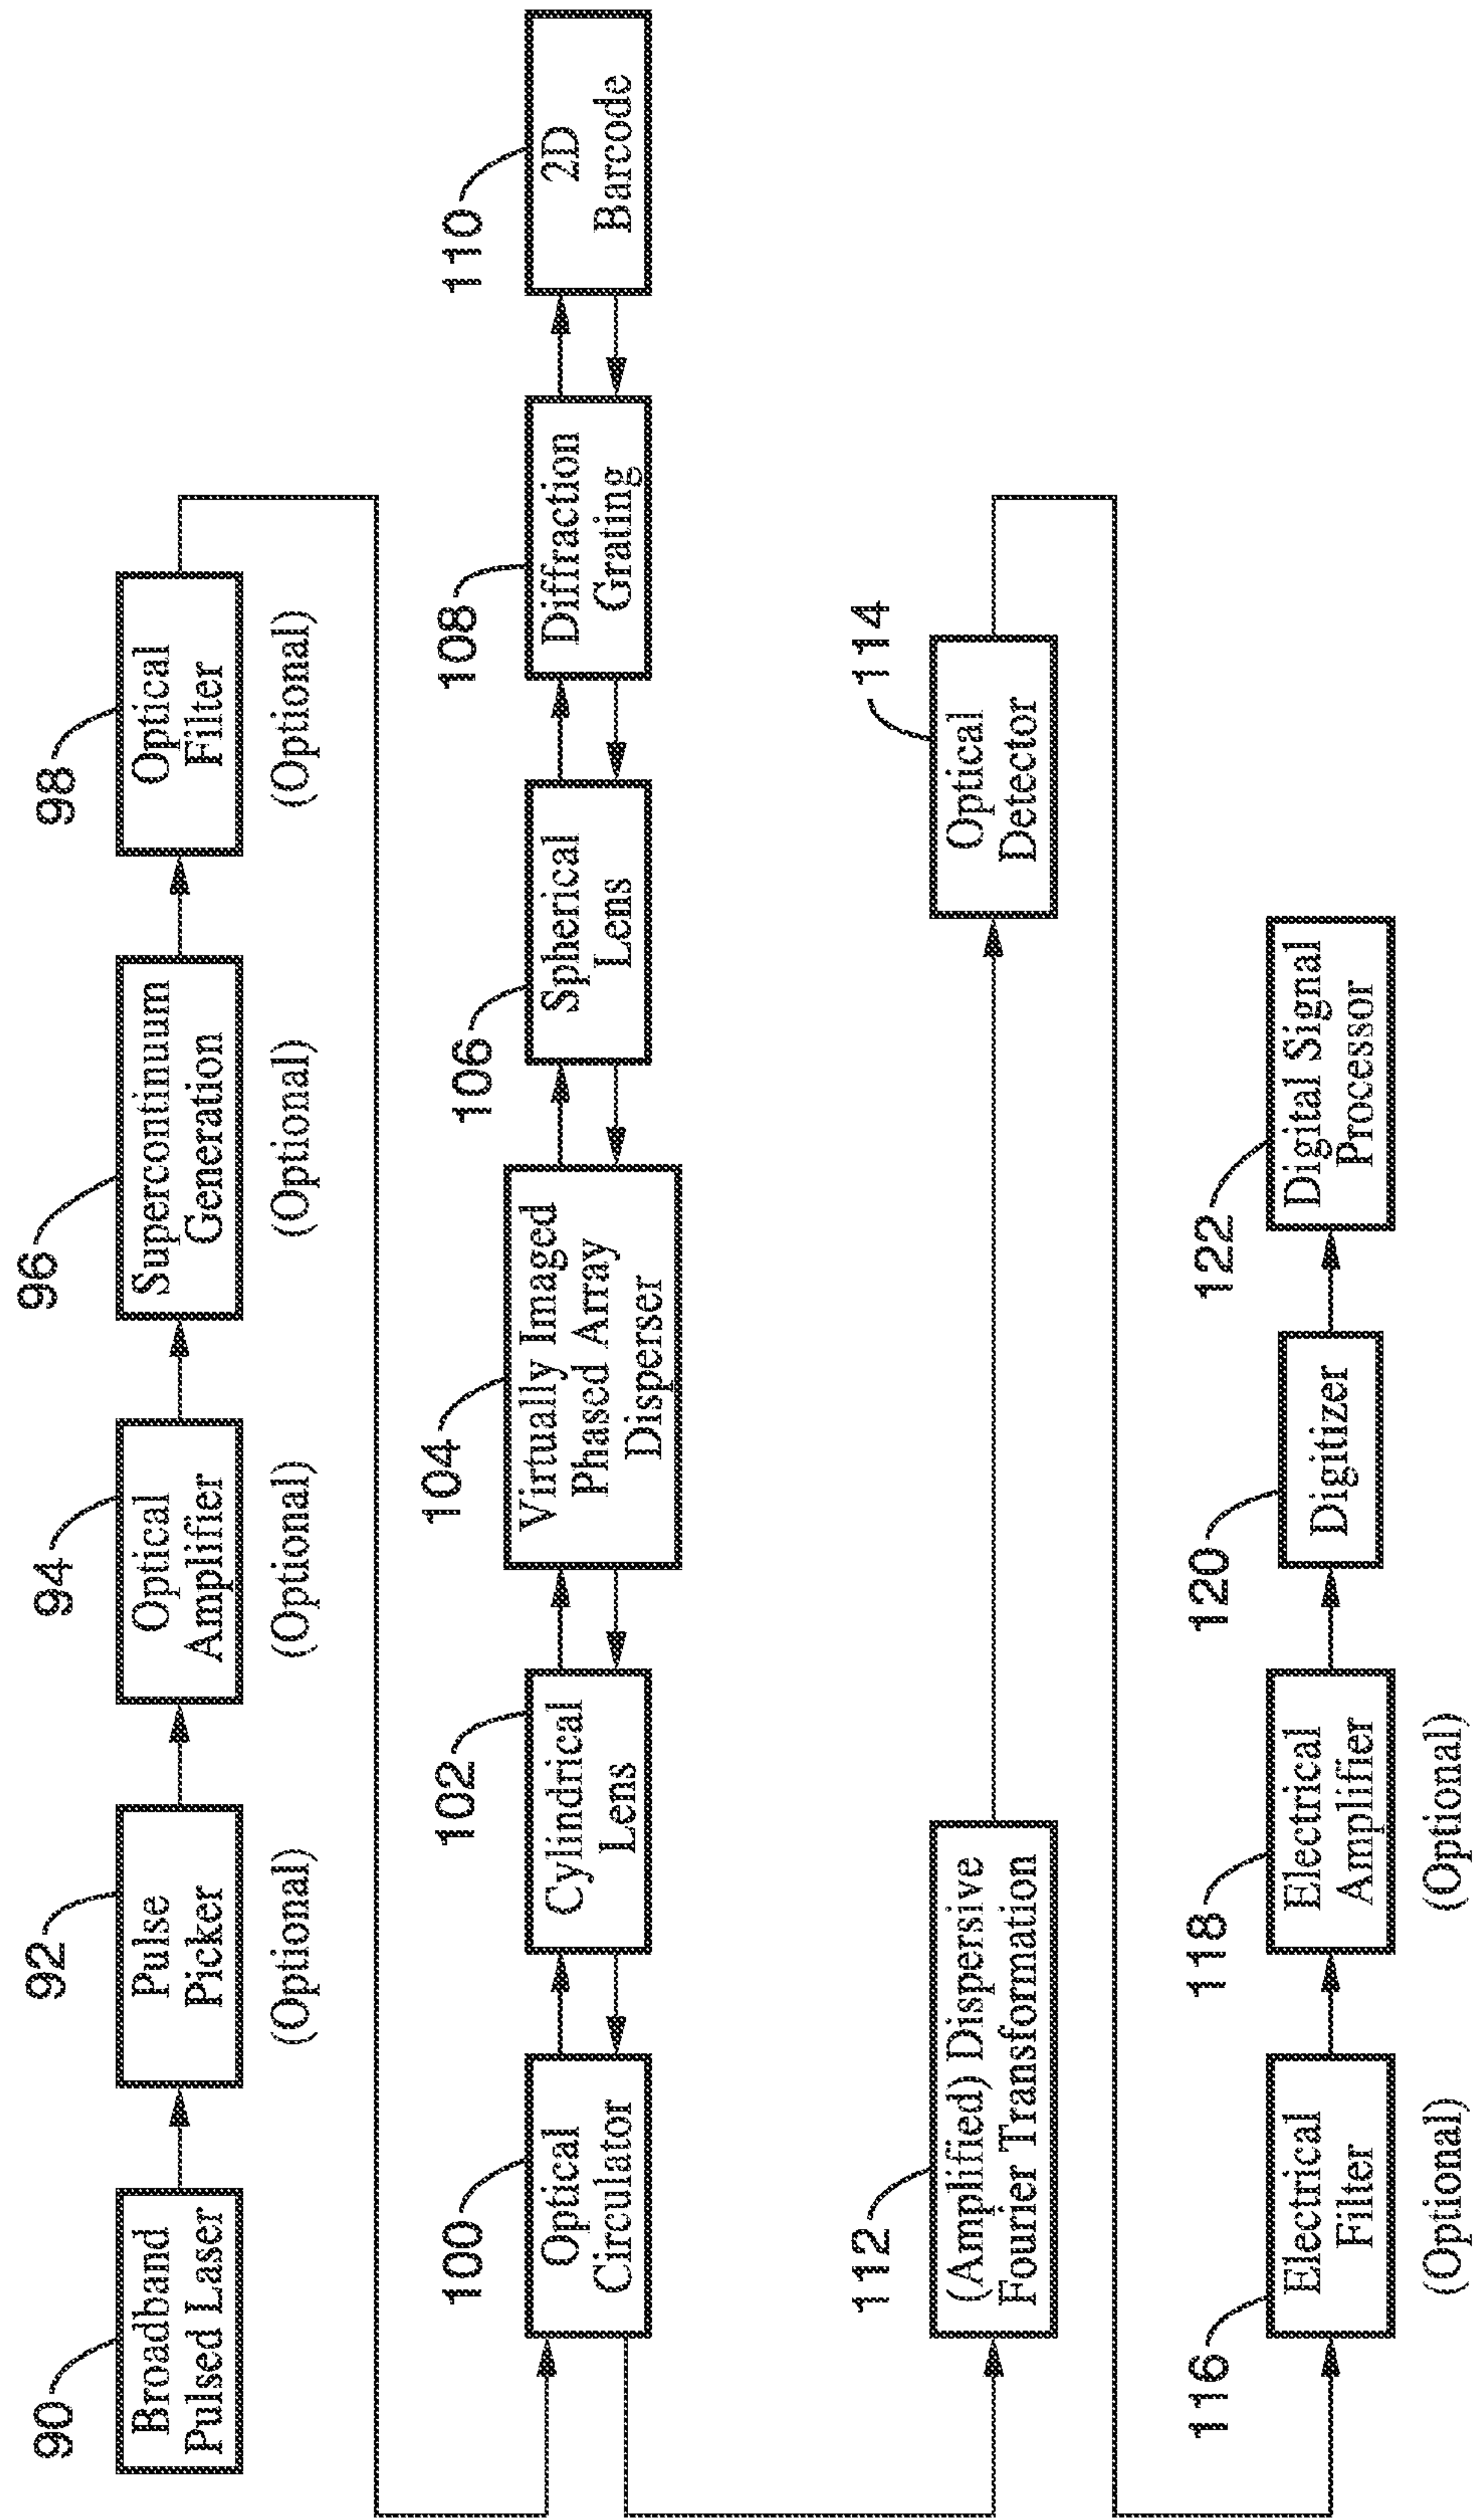 90
Broadband
Pulsed Laser
92
Pulse
Picker
(Optional)
94
Optical
Amplifier
(Optional)
96
Supercontinuum
Generation
(Optional)
98
Optical
Filter
(Optional)
100
Optical
Circulator
102
Cylindrical
Lens
104
Virtually Imaged
Phased Array
Disperser
106
Spherical
Lens
108
Diffraction
Grating
110
2D
Barcode
112
(Amplified) Dispersive
Fourier Transformation
114
Optical
Detector
116
Electrical
Filter
(Optional)
118
Electrical
Amplifier
(Optional)
120
Digitizer
122
Digital Signal
Processor